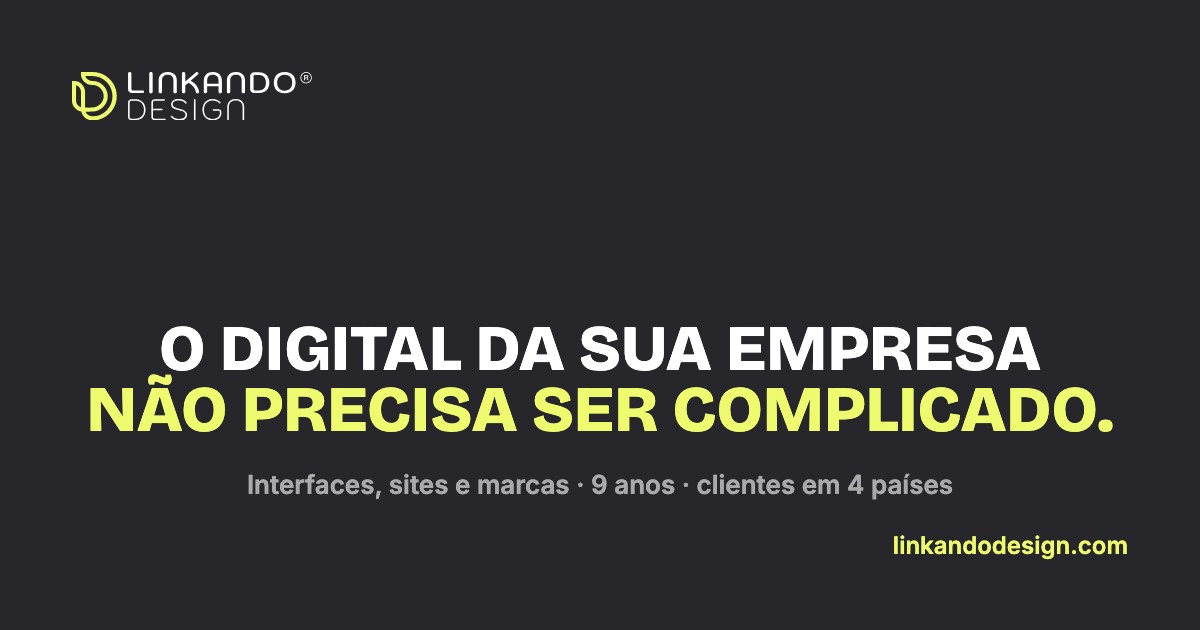 LINKANDO®
DESIGN
O DIGITAL DA SUA EMPRESA
NÃO PRECISA SER COMPLICADO.
Interfaces, sites e marcas · 9 anos · clientes em 4 países
linkandodesign.com